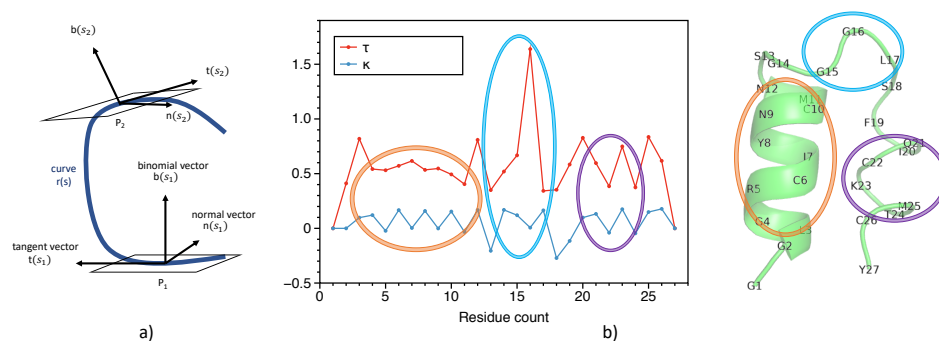 b(s₂)
t(s₂)
n(s₂)
P₂
curve
r(s)
binomial vector
b(s₁)
normal vector
n(s₁)
tangent vector
t(s₁)
P₁
a)
τ
κ
1.5
1.0
0.5
0
−0.5
0
5
10
15
20
25
Residue count
b)
G16
S13
G14
G15
L17
S18
N12
M11
C10
N9
F19
Y8
Q21
I20
I7
C22
C6
K23
R5
M25
T24
C26
G4
L3
G2
Y27
G1